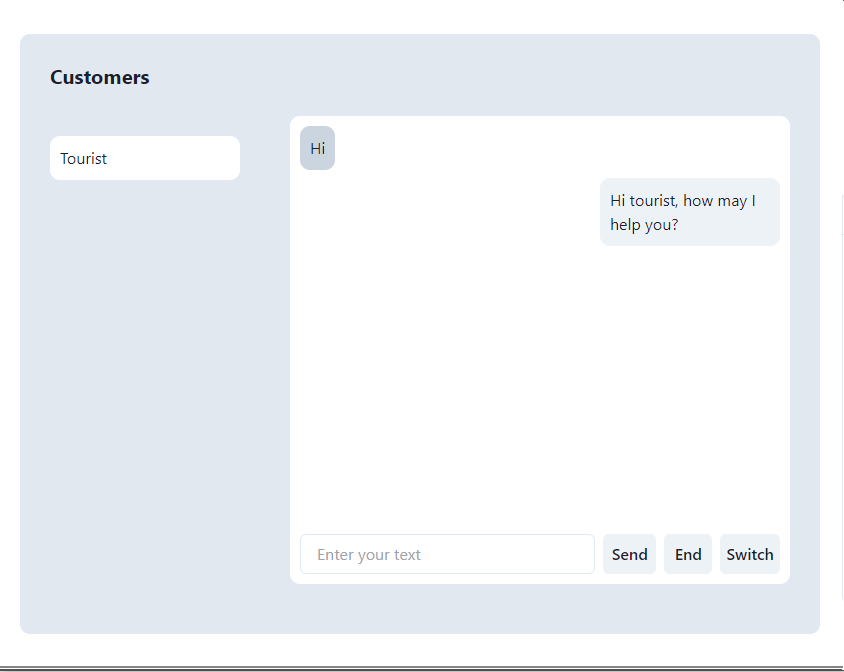 Customers
Tourist
Hi
Hi tourist, how may I
help you?
Enter your text
Send
End
Switch